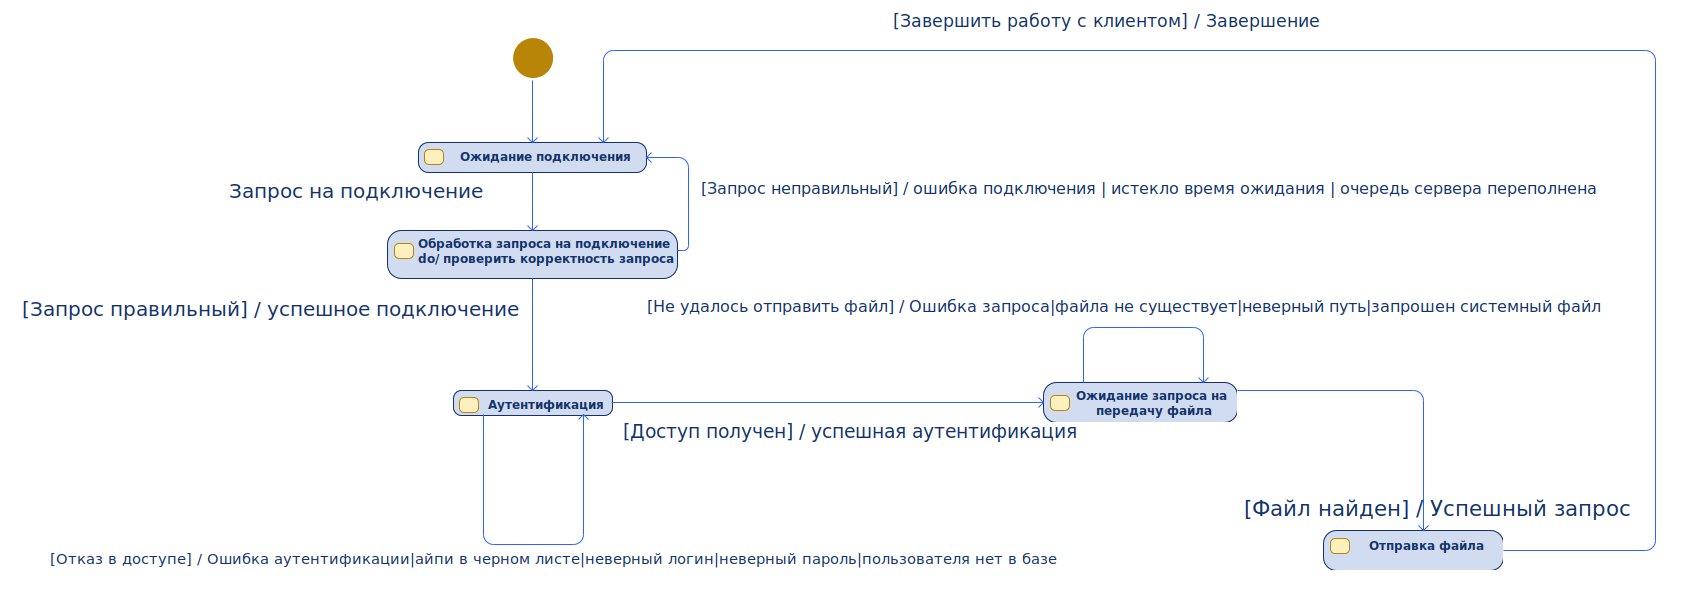 [Завершить работу с клиентом] / Завершение
Ожидание подключения
Запрос на подключение
[Запрос неправильный] / ошибка подключения | истекло время ожидания | очередь сервера переполнена
Обработка запроса на подключение
do/ проверить корректность запроса
[Запрос правильный] / успешное подключение
[Не удалось отправить файл] / Ошибка запроса|файла не существует|неверный путь|запрошен системный файл
Аутентификация
Ожидание запроса на
передачу файла
[Доступ получен] / успешная аутентификация
[Файл найден] / Успешный запрос
Отправка файла
[Отказ в доступе] / Ошибка аутентификации|айпи в черном листе|неверный логин|неверный пароль|пользователя нет в базе